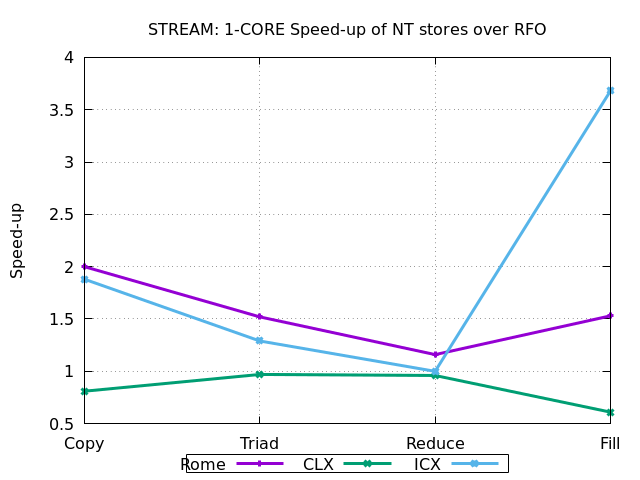 STREAM: 1-CORE Speed-up of NT stores over RFO
4
3.5
3
2.5
2
1.5
1
0.5
Speed-up
Copy Triad Reduce Fill
Rome CLX ICX